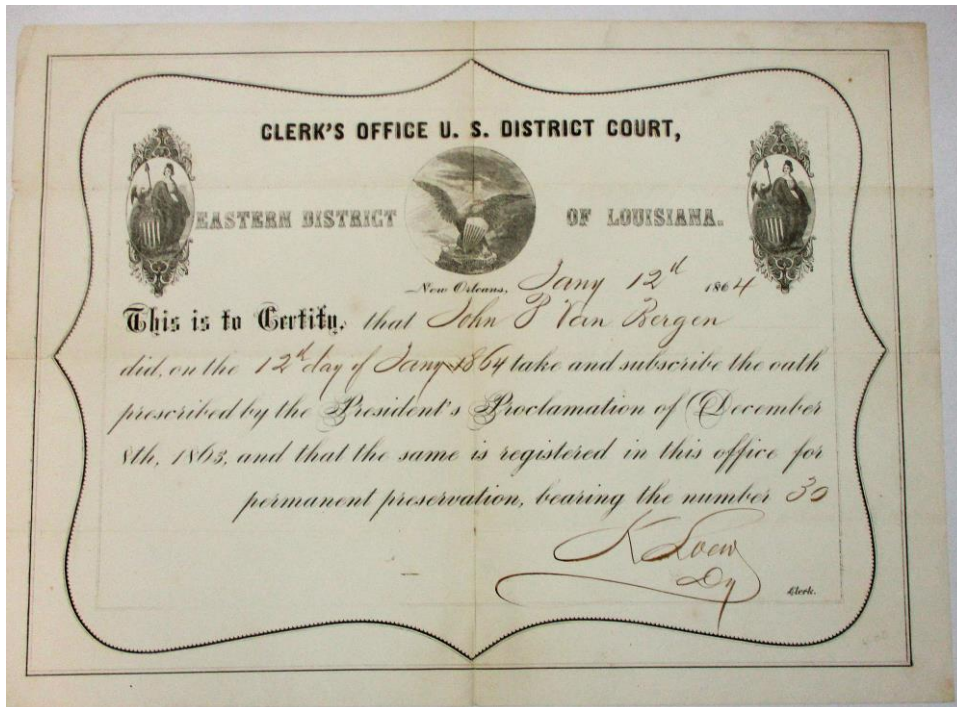 CLERK'S OFFICE U. S. DISTRICT COURT,
EASTERN DISTRICT OF LOUISIANA.
New Orleans, Jany 12th 1864
This is to Certify, that John P Van Bergen
did, on the 12th day of Jany 1864 take and subscribe the oath
prescribed by the President's Proclamation of December
8th, 1863, and that the same is registered in this office for
permanent preservation, bearing the number 30
K Loew
Dy Clerk.